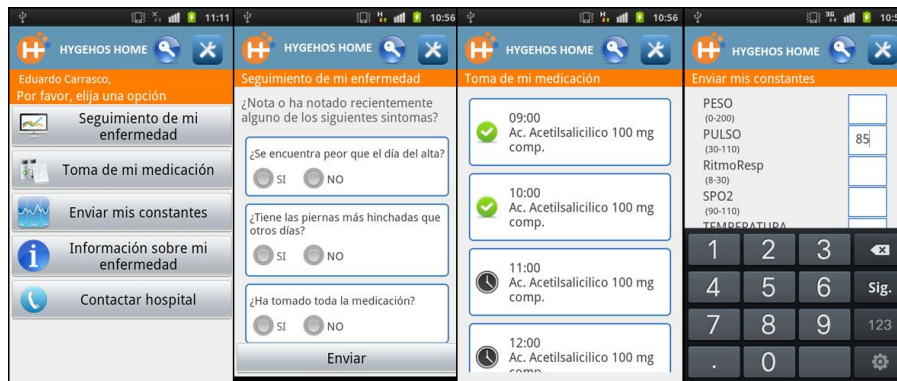 11:11
HYGEHOS HOME
Eduardo Carrasco,
Por favor, elija una opción
Seguimiento de mi
enfermedad
Toma de mi medicación
Enviar mis constantes
Información sobre mi
enfermedad
Contactar hospital
H 10:56
HYGEHOS HOME
Seguimiento de mi enfermedad
¿Nota o ha notado recientemente
alguno de los siguientes sintomas?
¿Se encuentra peor que el día del alta?
SI NO
¿Tiene las piernas más hinchadas que
otros días?
SI NO
¿Ha tomado toda la medicación?
SI NO
Enviar
H 10:56
HYGEHOS HOME
Toma de mi medicación
09:00
Ac. Acetilsalicilico 100 mg
comp.
10:00
Ac. Acetilsalicilico 100 mg
comp.
11:00
Ac. Acetilsalicilico 100 mg
comp.
12:00
Ac. Acetilsalicilico 100 mg
comp.
3G 10:5
HYGEHOS HOME
Enviar mis constantes
PESO
(0-200)
PULSO
(30-110)
85
RitmoResp
(8-30)
SPO2
(90-110)
TEMPERATURA
1 2 3
4 5 6 Sig.
7 8 9 123
. 0